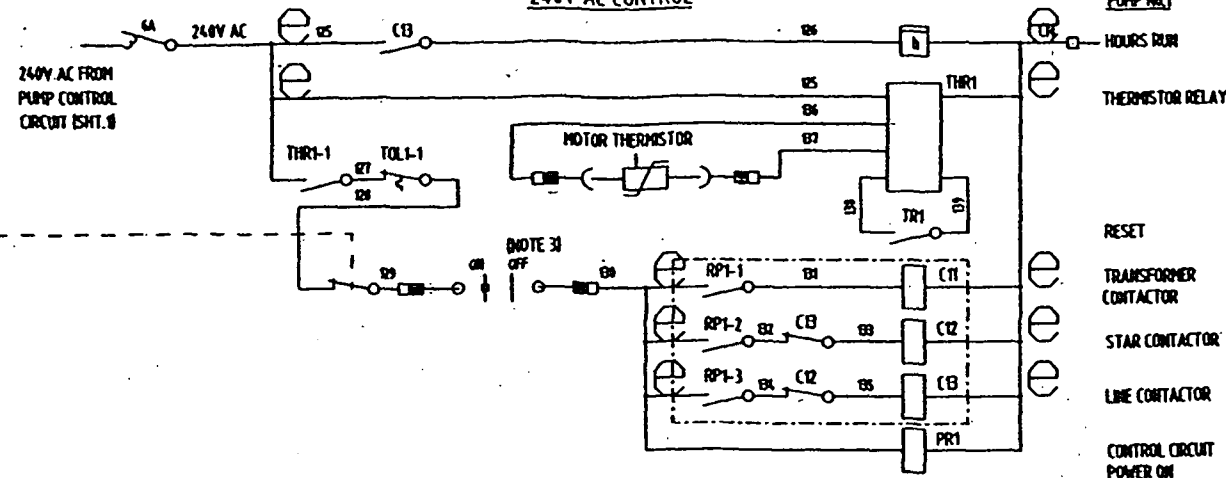 240V AC CONTROL
PUMP NO.1
6A
240V AC
125
C13
126
h
HOURS RUN
240V AC FROM
PUMP CONTROL
CIRCUIT (SHT.1)
125
THR1
THERMISTOR RELAY
136
MOTOR THERMISTOR
137
THR1-1
127
TOL1-1
128
138
TR1
139
RESET
129
ON
(NOTE 3)
OFF
130
RP1-1
131
C11
TRANSFORMER
CONTACTOR
RP1-2
132
C13
133
C12
STAR CONTACTOR
RP1-3
134
C12
135
C13
LINE CONTACTOR
PR1
CONTROL CIRCUIT
POWER ON